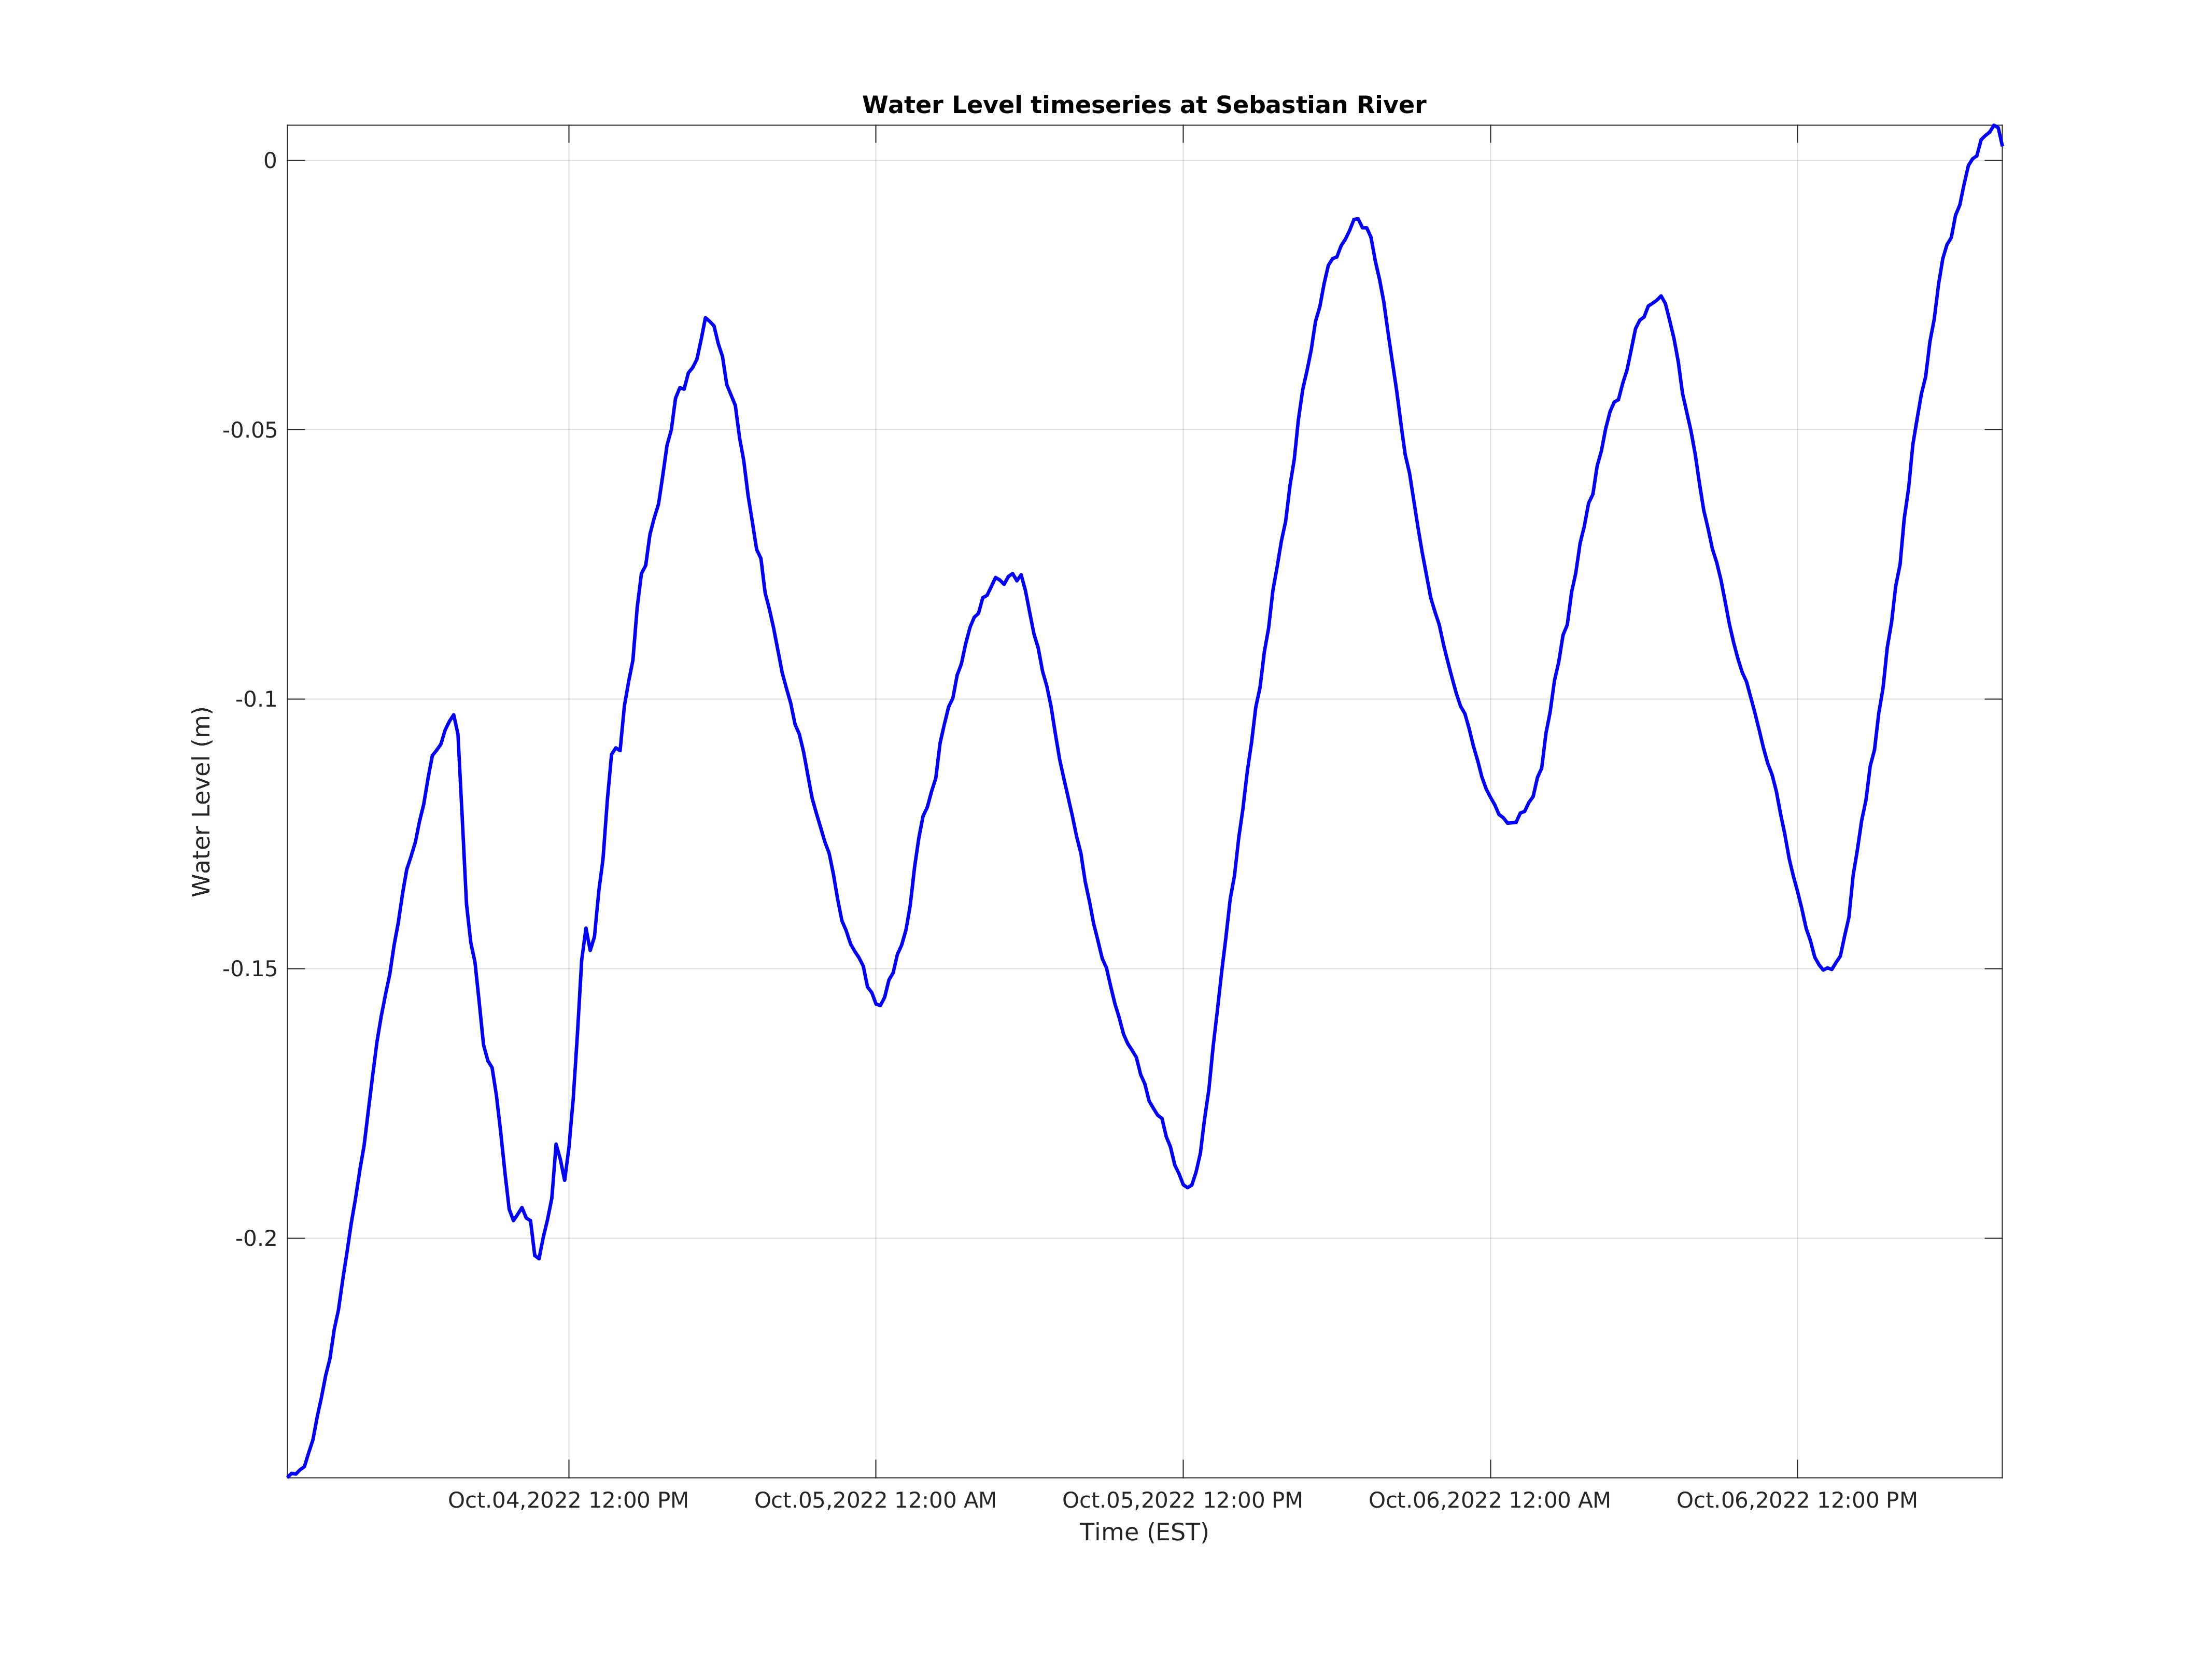 Water Level timeseries at Sebastian River
0
-0.05
-0.1
-0.15
-0.2
Water Level (m)
Oct.04,2022 12:00 PM
Oct.05,2022 12:00 AM
Oct.05,2022 12:00 PM
Oct.06,2022 12:00 AM
Oct.06,2022 12:00 PM
Time (EST)